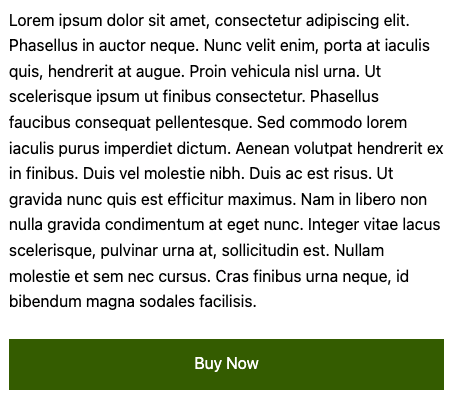 Lorem ipsum dolor sit amet, consectetur adipiscing elit.
Phasellus in auctor neque. Nunc velit enim, porta at iaculis
quis, hendrerit at augue. Proin vehicula nisl urna. Ut
scelerisque ipsum ut finibus consectetur. Phasellus
faucibus consequat pellentesque. Sed commodo lorem
iaculis purus imperdiet dictum. Aenean volutpat hendrerit ex
in finibus. Duis vel molestie nibh. Duis ac est risus. Ut
gravida nunc quis est efficitur maximus. Nam in libero non
nulla gravida condimentum at eget nunc. Integer vitae lacus
scelerisque, pulvinar urna at, sollicitudin est. Nullam
molestie et sem nec cursus. Cras finibus urna neque, id
bibendum magna sodales facilisis.
Buy Now